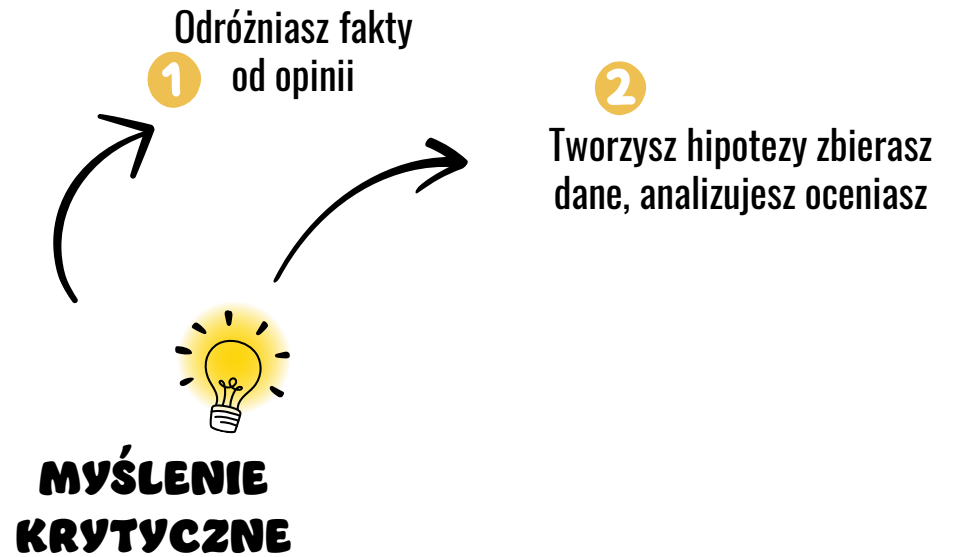 Odróżniasz fakty
1 od opinii
2
Tworzysz hipotezy zbierasz
dane, analizujesz oceniasz
MYŚLENIE
KRYTYCZNE